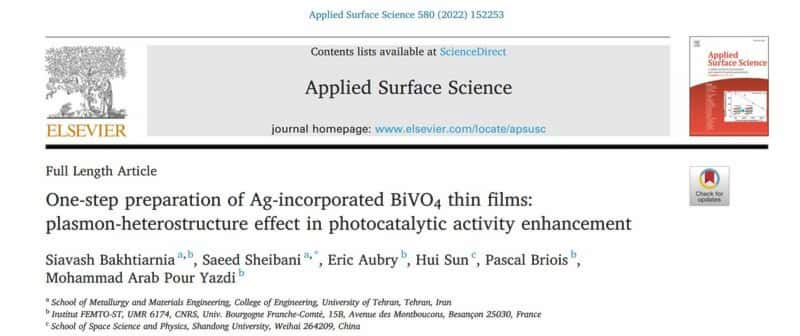 Applied Surface Science 580 (2022) 152253
Contents lists available at ScienceDirect
Applied Surface Science
journal homepage: www.elsevier.com/locate/apsusc
ELSEVIER
Applied
Surface Science
Check for
updates
Full Length Article
One-step preparation of Ag-incorporated BiVO₄ thin films:
plasmon-heterostructure effect in photocatalytic activity enhancement
Siavash Bakhtiarnia a,b, Saeed Sheibani a,*, Eric Aubry b, Hui Sun c, Pascal Briois b,
Mohammad Arab Pour Yazdi b
a School of Metallurgy and Materials Engineering, College of Engineering, University of Tehran, Tehran, Iran
b Institut FEMTO-ST, UMR 6174, CNRS, Univ. Bourgogne Franche-Comté, 15B, Avenue des Montboucons, Besançon 25030, France
c School of Space Science and Physics, Shandong University, Weihai 264209, China